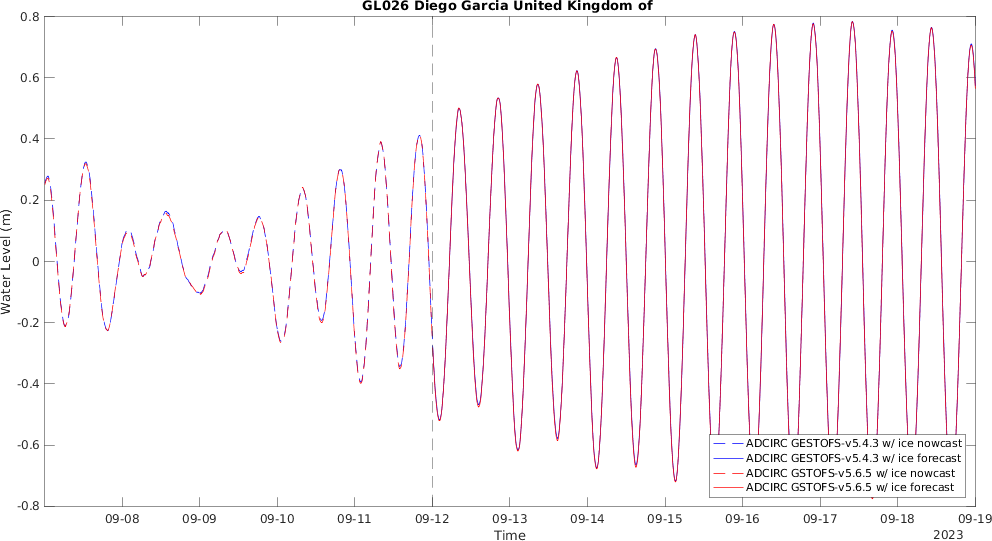 GL026 Diego Garcia United Kingdom of
0.8
0.6
0.4
0.2
0
-0.2
-0.4
-0.6
-0.8
Water Level (m)
ADCIRC GESTOFS-v5.4.3 w/ ice nowcast
ADCIRC GESTOFS-v5.4.3 w/ ice forecast
ADCIRC GSTOFS-v5.6.5 w/ ice nowcast
ADCIRC GSTOFS-v5.6.5 w/ ice forecast
09-08 09-09 09-10 09-11 09-12 09-13 09-14 09-15 09-16 09-17 09-18 09-19
Time
2023